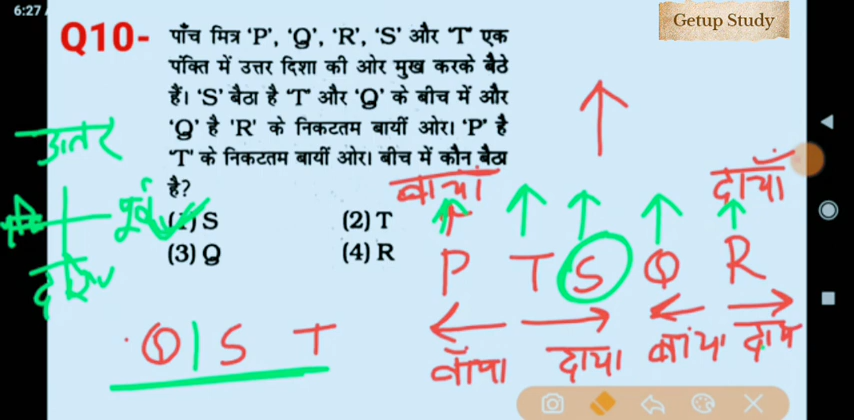 6:27
Getup Study
Q10- पाँच मित्र 'P', 'Q', 'R', 'S' और 'T' एक
पंक्ति में उत्तर दिशा की ओर मुख करके बैठे
हैं। 'S' बैठा है 'T' और 'Q' के बीच में और
'Q' है 'R' के निकटतम बायीं ओर। 'P' है
'T' के निकटतम बायीं ओर। बीच में कौन बैठा
है?
(1) S (2) T
(3) Q (4) R
उत्तर
पूर्व
बायाँ दायाँ
P T S Q R
बाँया दाया बांया दाय
Q S T